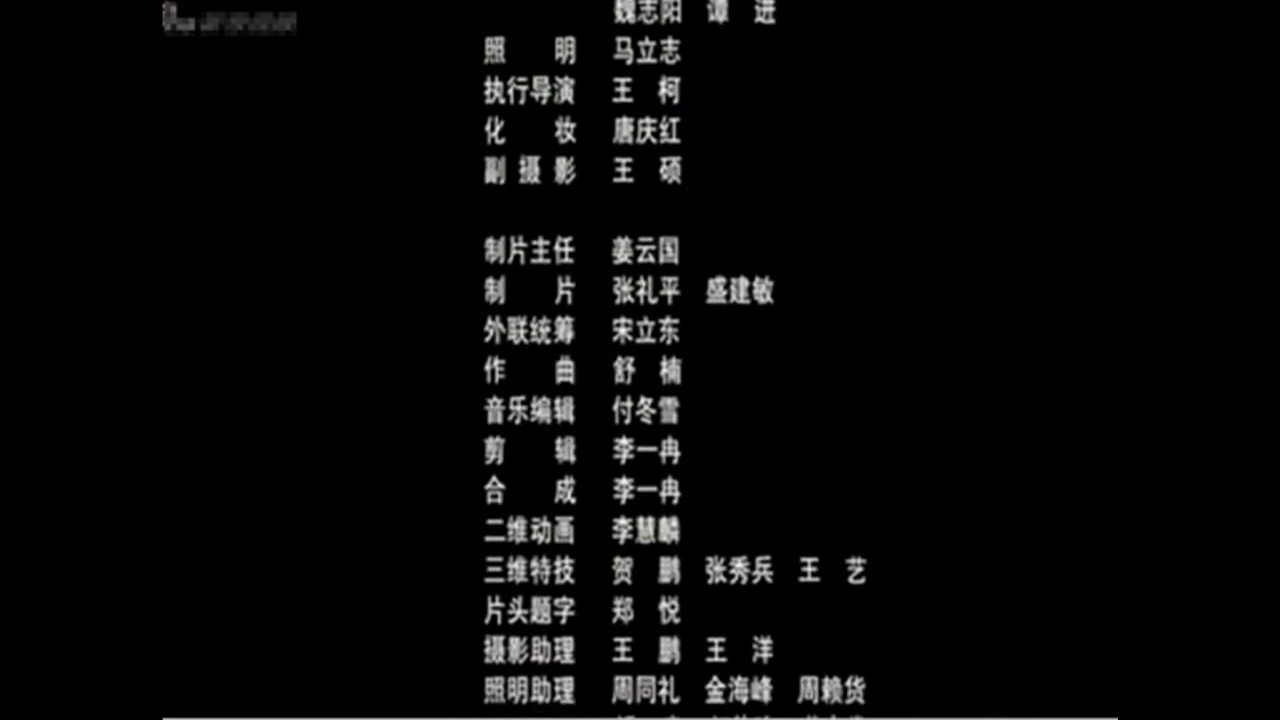 魏志阳 谭 进
照 明 马立志
执行导演 王 柯
化 妆 唐庆红
副 摄 影 王 硕
制片主任 姜云国
制 片 张礼平 盛建敏
外联统筹 宋立东
作 曲 舒 楠
音乐编辑 付冬雪
剪 辑 李一冉
合 成 李一冉
二维动画 李慧麟
三维特技 贺 鹏 张秀兵 王 艺
片头题字 郑 悦
摄影助理 王 鹏 王 洋
照明助理 周同礼 金海峰 周赖货